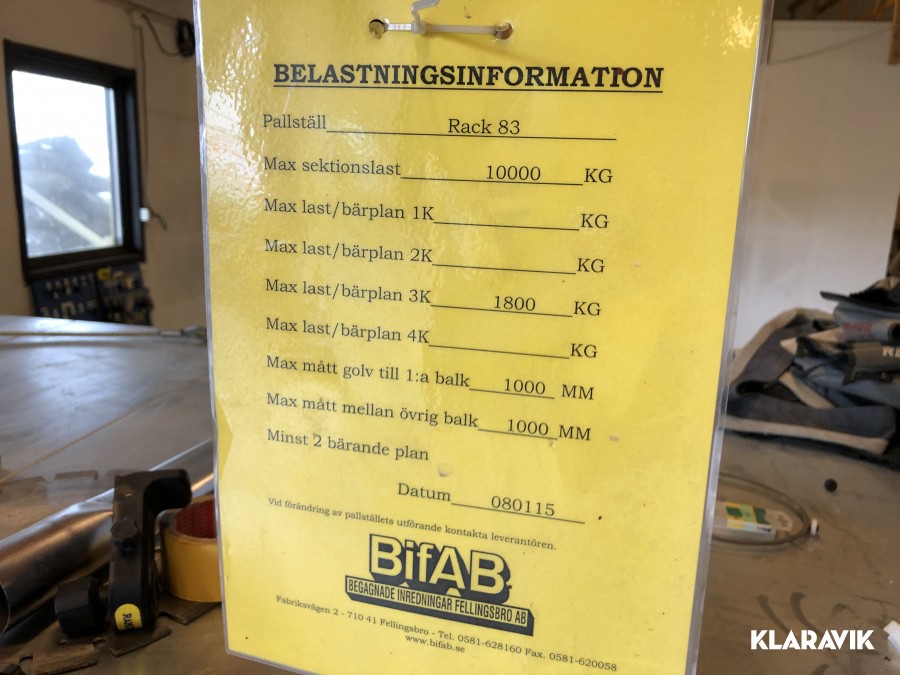 BELASTNINGSINFORMATION
Pallställ Rack 83
Max sektionslast 10000 KG
Max last/bärplan 1K KG
Max last/bärplan 2K KG
Max last/bärplan 3K 1800 KG
Max last/bärplan 4K KG
Max mått golv till 1:a balk 1000 MM
Max mått mellan övrig balk 1000 MM
Minst 2 bärande plan
Datum 080115
Vid förändring av pallställets utförande kontakta leverantören.
BifAB
BEGAGNADE INREDNINGAR FELLINGSBRO AB
Fabriksvägen 2 - 710 41 Fellingsbro - Tel. 0581-628160 Fax. 0581-620058
www.bifab.se
KLARAVIK